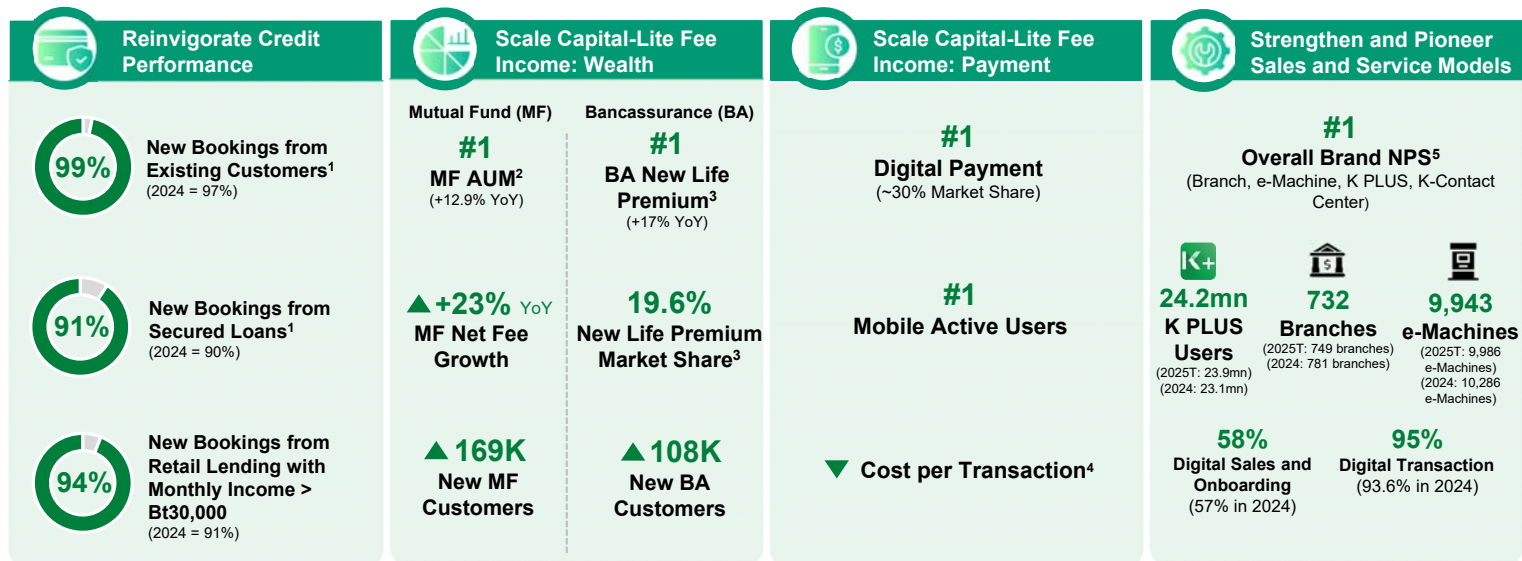 Reinvigorate Credit
Performance
99%
New Bookings from
Existing Customers¹
(2024 = 97%)
91%
New Bookings from
Secured Loans¹
(2024 = 90%)
94%
New Bookings from
Retail Lending with
Monthly Income >
Bt30,000
(2024 = 91%)
Scale Capital-Lite Fee
Income: Wealth
Mutual Fund (MF)
#1
MF AUM²
(+12.9% YoY)
▲ +23% YoY
MF Net Fee
Growth
▲ 169K
New MF
Customers
Bancassurance (BA)
#1
BA New Life
Premium³
(+17% YoY)
19.6%
New Life Premium
Market Share³
▲ 108K
New BA
Customers
Scale Capital-Lite Fee
Income: Payment
#1
Digital Payment
(~30% Market Share)
#1
Mobile Active Users
▼ Cost per Transaction⁴
Strengthen and Pioneer
Sales and Service Models
#1
Overall Brand NPS⁵
(Branch, e-Machine, K PLUS, K-Contact
Center)
K+
24.2mn
K PLUS
Users
(2025T: 23.9mn)
(2024: 23.1mn)
732
Branches
(2025T: 749 branches)
(2024: 781 branches)
9,943
e-Machines
(2025T: 9,986
e-Machines)
(2024: 10,286
e-Machines)
58%
Digital Sales and
Onboarding
(57% in 2024)
95%
Digital Transaction
(93.6% in 2024)